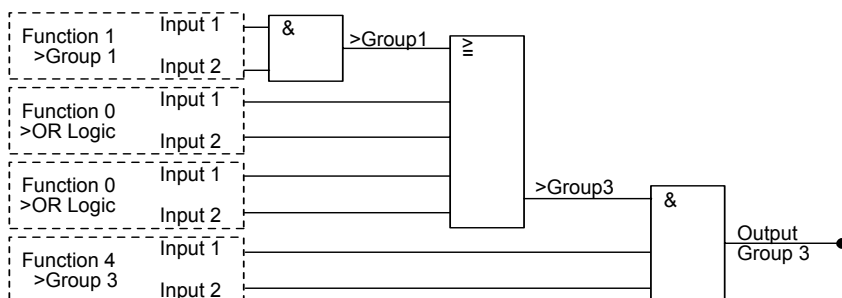 Function 1
>Group 1
Input 1
Input 2
&
>Group1
≧
Function 0
>OR Logic
Input 1
Input 2
Function 0
>OR Logic
Input 1
Input 2
>Group3
&
Function 4
>Group 3
Input 1
Input 2
Output
Group 3